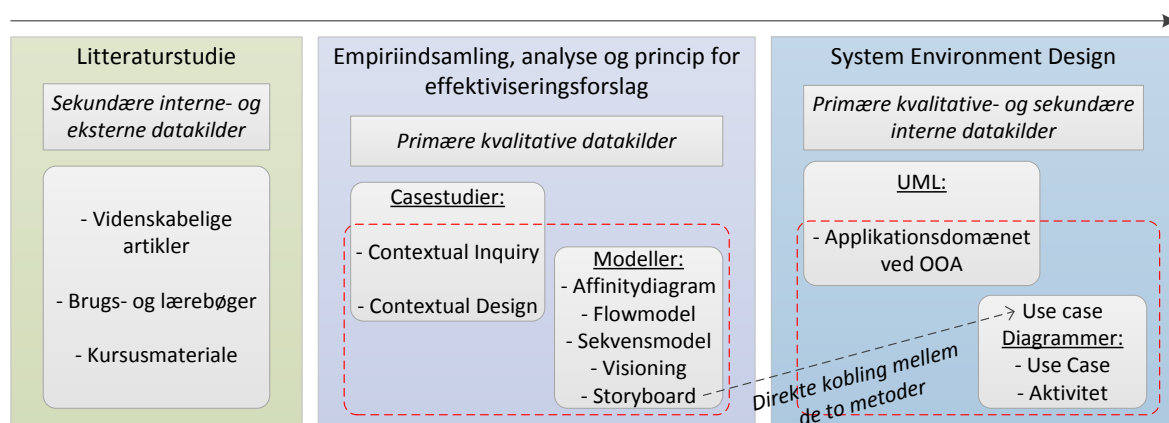 Litteraturstudie
Sekundære interne- og
eksterne datakilder
- Videnskabelige
artikler
- Brugs- og lærebøger
- Kursusmateriale
Empiriindsamling, analyse og princip for
effektiviseringsforslag
Primære kvalitative datakilder
Casestudier:
- Contextual Inquiry
- Contextual Design
Modeller:
- Affinitydiagram
- Flowmodel
- Sekvensmodel
- Visioning
- Storyboard
Direkte kobling mellem
de to metoder
System Environment Design
Primære kvalitative- og sekundære
interne datakilder
UML:
- Applikationsdomænet
ved OOA
Use case
Diagrammer:
- Use Case
- Aktivitet